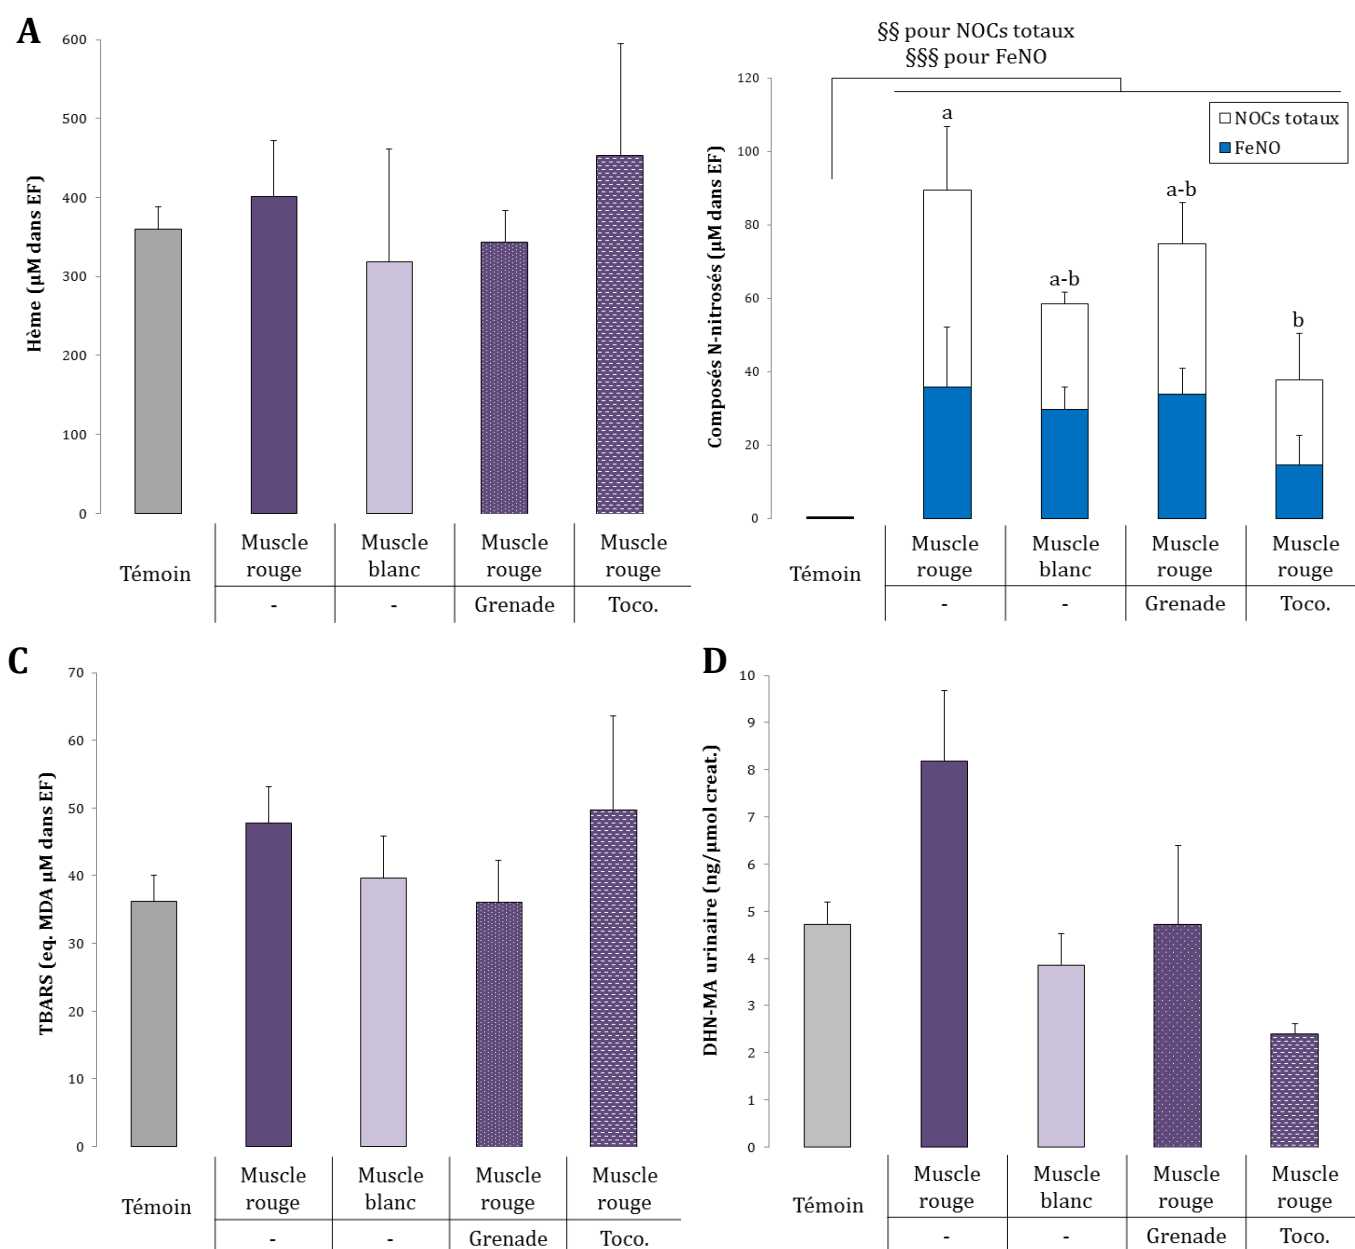 A
600
500
400
300
200
100
0
Hème (µM dans EF)
Témoin
Muscle rouge
-
Muscle blanc
-
Muscle rouge
Grenade
Muscle rouge
Toco.
§§ pour NOCs totaux
§§§ pour FeNO
120
100
80
60
40
20
0
Composés N-nitrosés (µM dans EF)
NOCs totaux
FeNO
a
a-b
a-b
b
Témoin
Muscle rouge
-
Muscle blanc
-
Muscle rouge
Grenade
Muscle rouge
Toco.
C
70
60
50
40
30
20
10
0
TBARS (eq. MDA µM dans EF)
Témoin
Muscle rouge
-
Muscle blanc
-
Muscle rouge
Grenade
Muscle rouge
Toco.
D
10
9
8
7
6
5
4
3
2
1
0
DHN-MA urinaire (ng/µmol creat.)
Témoin
Muscle rouge
-
Muscle blanc
-
Muscle rouge
Grenade
Muscle rouge
Toco.